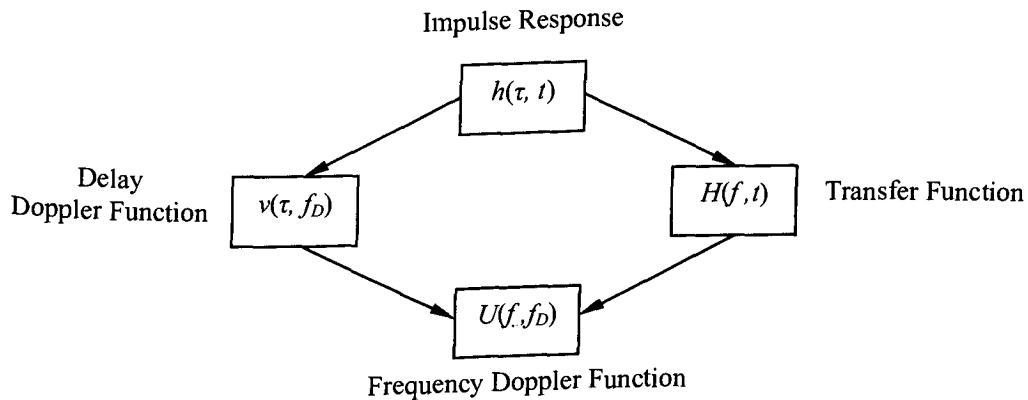 Impulse Response
h(τ, t)
Delay
Doppler Function
v(τ, f_D)
H(f, t)
Transfer Function
U(f, f_D)
Frequency Doppler Function